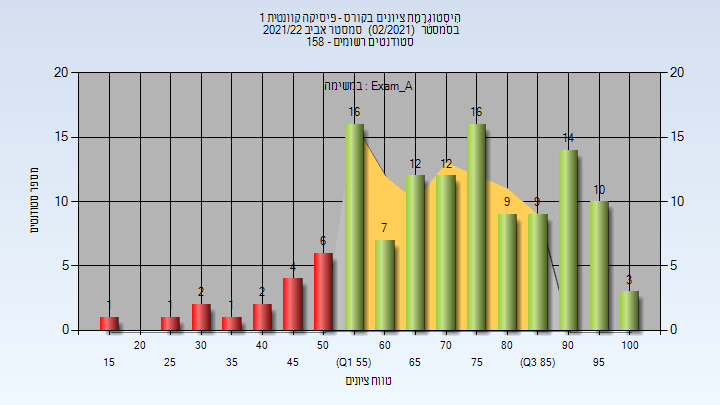 היסטוגרמת ציונים בקורס - פיסיקה קוונטית 1
בסמסטר (02/2021) סמסטר אביב 2021/22
סטודנטים רשומים - 158
במשימה : Exam_A
מספר סטודנטים
20 15 10 5 0
20 15 10 5 0
1 1 2 1 2 4 6 16 7 12 12 16 9 9 14 10 3
20 30 40 50 60 70 80 90 100
15 25 35 45 (Q1 55) 65 75 (Q3 85) 95
טווח ציונים